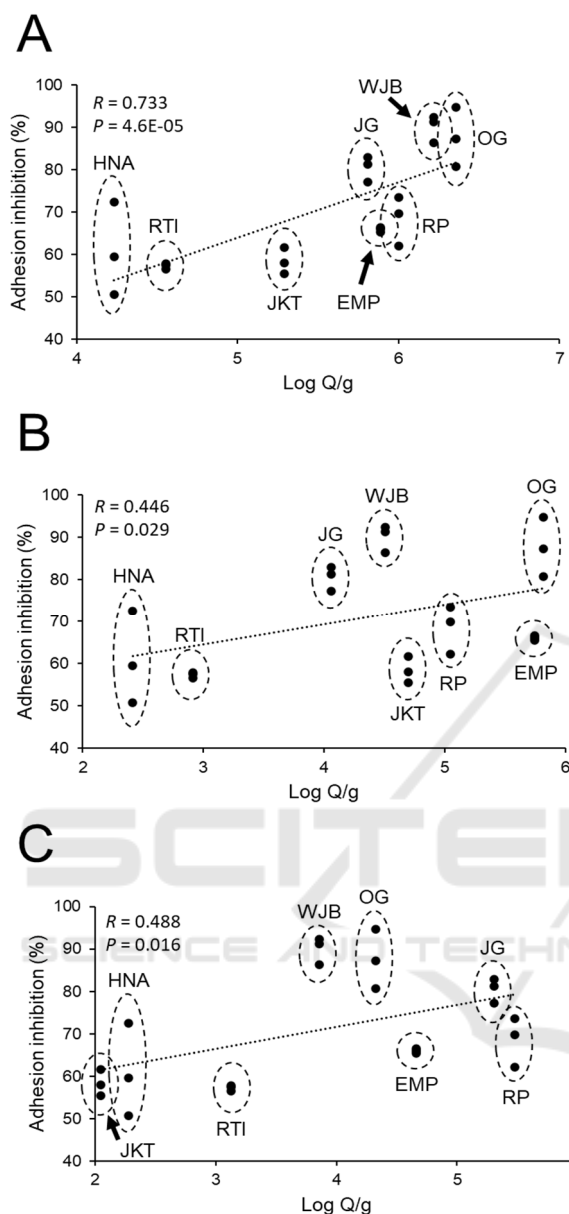 A
Adhesion inhibition (%)
100
90
80
70
60
50
40
R = 0.733
P = 4.6E-05
HNA
RTI
JKT
JG
EMP
WJB
RP
OG
4
5
6
7
Log Q/g
B
Adhesion inhibition (%)
100
90
80
70
60
50
40
R = 0.446
P = 0.029
HNA
RTI
JG
WJB
JKT
RP
OG
EMP
2
3
4
5
6
Log Q/g
C
Adhesion inhibition (%)
100
90
80
70
60
50
40
R = 0.488
P = 0.016
HNA
JKT
RTI
WJB
OG
EMP
JG
RP
2
3
4
5
Log Q/g
SCITE
SCIENCE AND TECHN